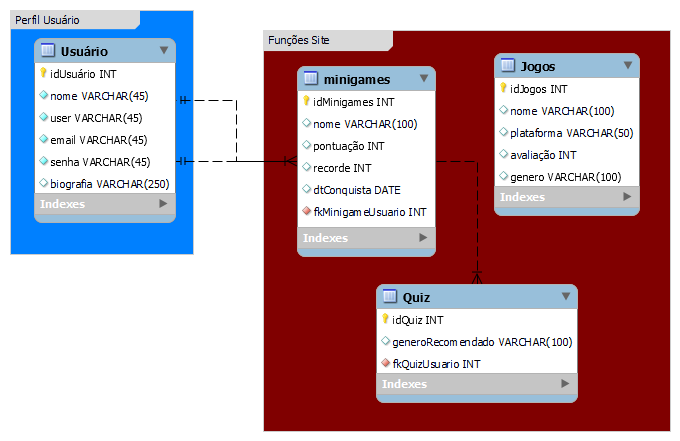 Perfil Usuário
Usuário
idUsuário INT
nome VARCHAR(45)
user VARCHAR(45)
email VARCHAR(45)
senha VARCHAR(45)
biografia VARCHAR(250)
Indexes
Funções Site
minigames
idMinigames INT
nome VARCHAR(100)
pontuação INT
recorde INT
dtConquista DATE
fkMinigameUsuario INT
Indexes
Jogos
idJogos INT
nome VARCHAR(100)
plataforma VARCHAR(50)
avaliação INT
genero VARCHAR(100)
Indexes
Quiz
idQuiz INT
generoRecomendado VARCHAR(100)
fkQuizUsuario INT
Indexes